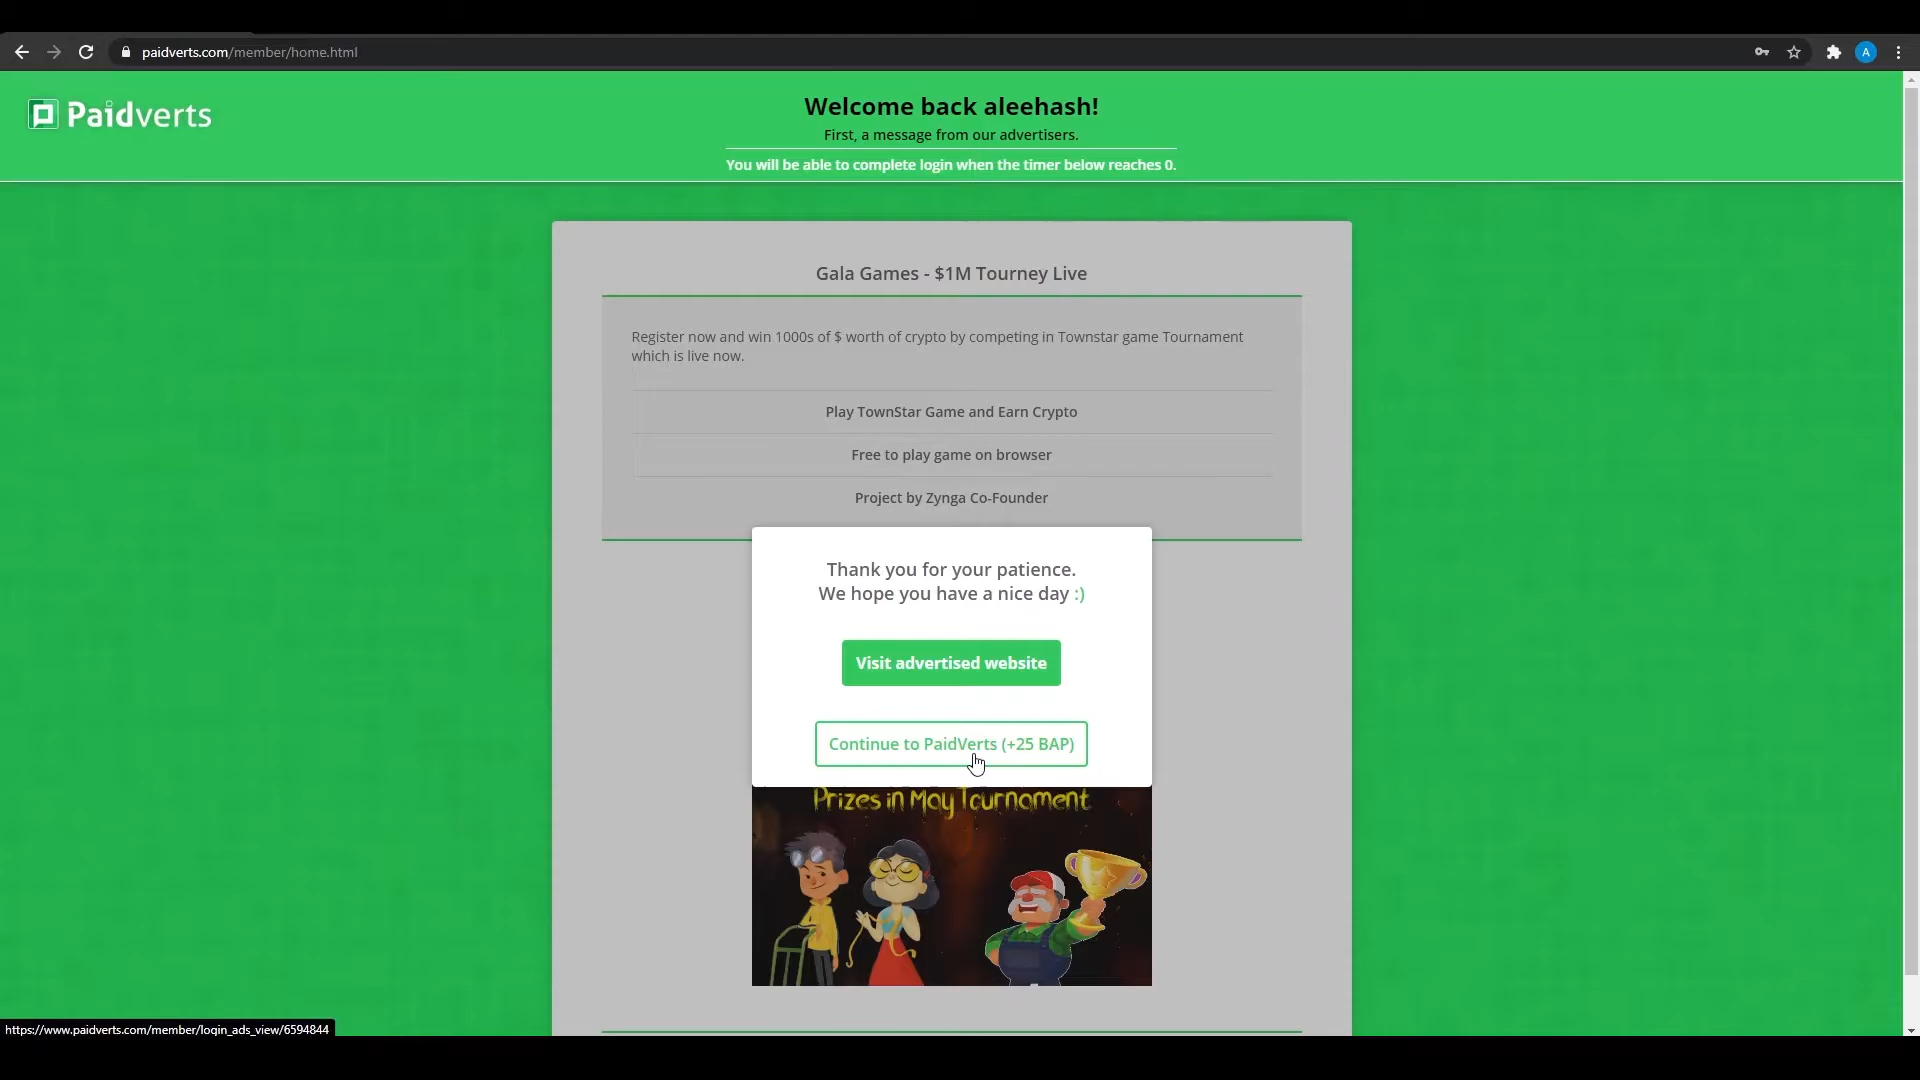 paidverts.com/member/home.html
A
Paidverts
Welcome back aleehash!
First, a message from our advertisers.
You will be able to complete login when the timer below reaches 0.
Gala Games - $1M Tourney Live
Register now and win 1000s of $ worth of crypto by competing in Townstar game Tournament
which is live now.
Play TownStar Game and Earn Crypto
Free to play game on browser
Project by Zynga Co-Founder
Thank you for your patience.
We hope you have a nice day :)
Visit advertised website
Continue to PaidVerts (+25 BAP)
Prizes in May Tournament
https://www.paidverts.com/member/login_ads_view/6594844